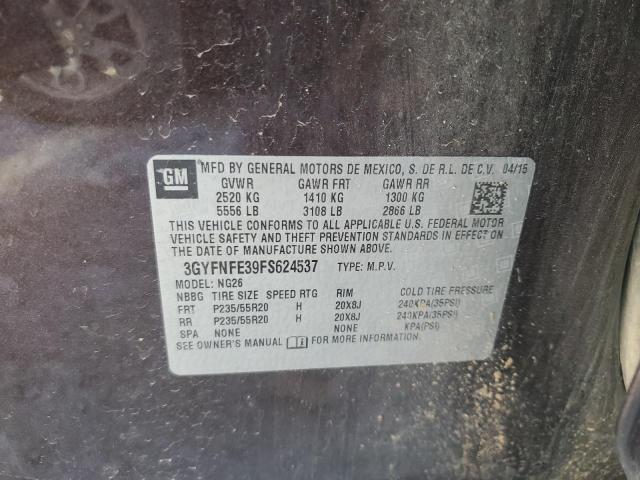 GM MFD BY GENERAL MOTORS DE MEXICO, S. DE R.L. DE C.V. 04/15
GVWR GAWR FRT GAWR RR
2520 KG 1410 KG 1300 KG
5556 LB 3108 LB 2866 LB
THIS VEHICLE CONFORMS TO ALL APPLICABLE U.S. FEDERAL MOTOR
VEHICLE SAFETY AND THEFT PREVENTION STANDARDS IN EFFECT ON
THE DATE OF MANUFACTURE SHOWN ABOVE.
3GYFNFE39FS624537 TYPE: M.P.V.
MODEL: NG26
NBBG TIRE SIZE SPEED RTG RIM COLD TIRE PRESSURE
FRT P235/55R20 H 20X8J 240KPA(35PSI)
RR P235/55R20 H 20X8J 240KPA(35PSI)
SPA NONE NONE KPA(PSI)
SEE OWNER'S MANUAL FOR MORE INFORMATION.